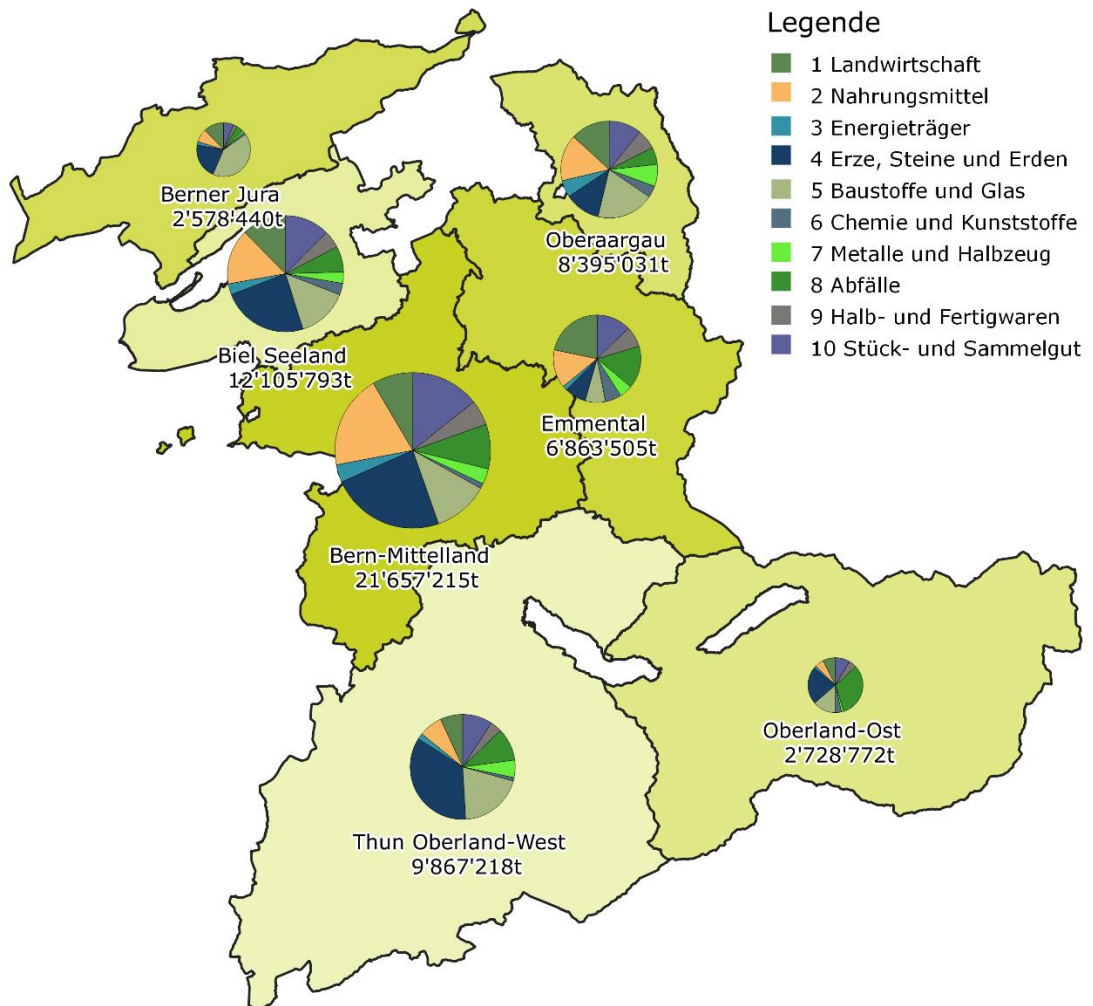 Legende
1 Landwirtschaft
2 Nahrungsmittel
3 Energieträger
4 Erze, Steine und Erden
5 Baustoffe und Glas
6 Chemie und Kunststoffe
7 Metalle und Halbzeug
8 Abfälle
9 Halb- und Fertigwaren
10 Stück- und Sammelgut
Berner Jura
2'578'440t
Oberaargau
8'395'031t
Biel Seeland
12'105'793t
Emmental
6'863'505t
Bern-Mittelland
21'657'215t
Oberland-Ost
2'728'772t
Thun Oberland-West
9'867'218t